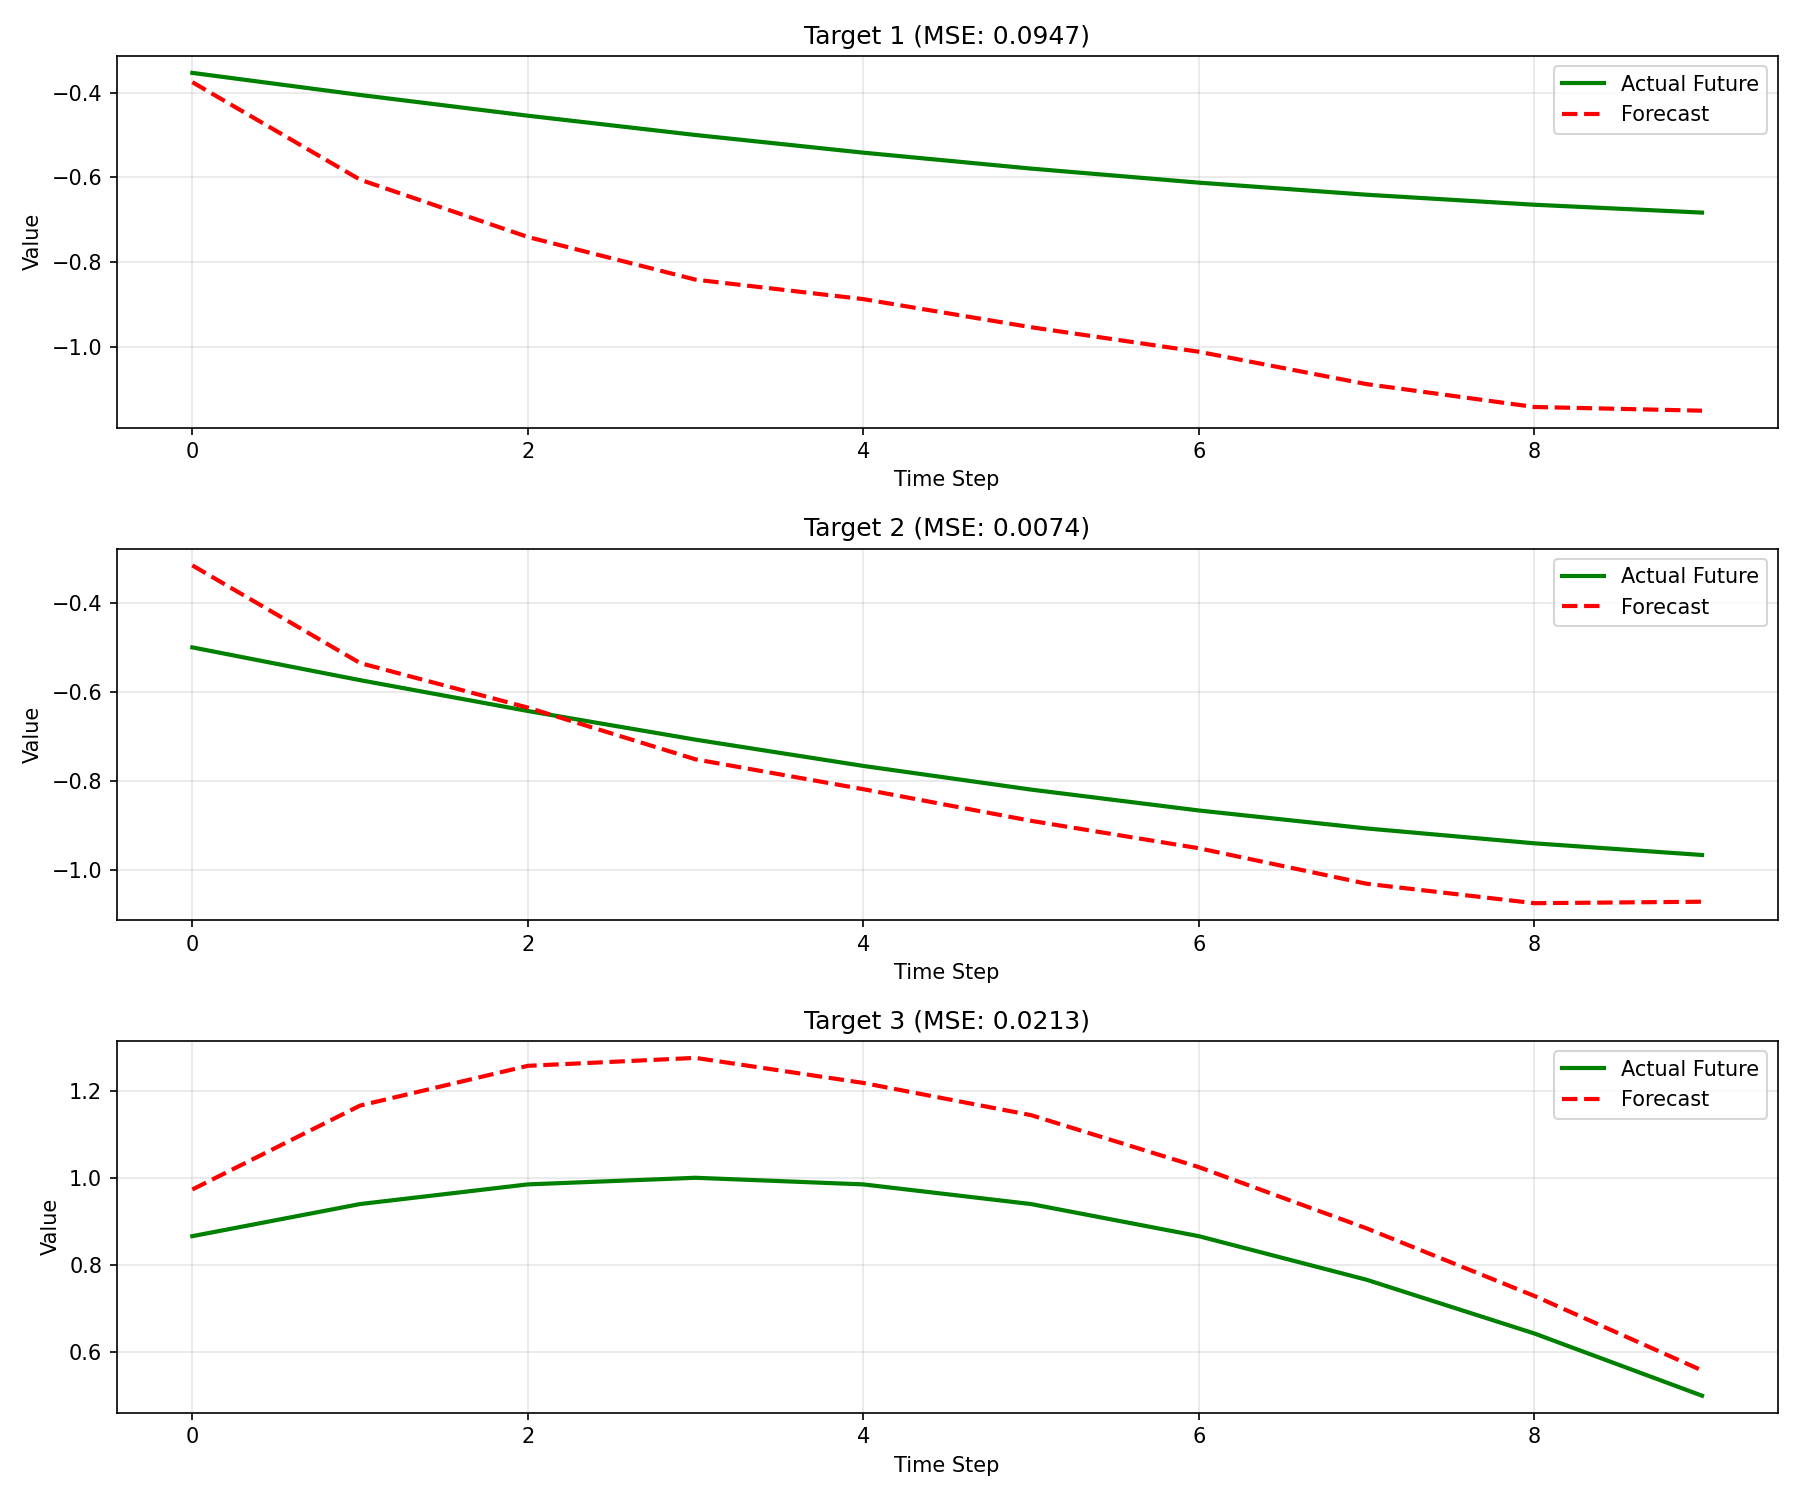 Target 1 (MSE: 0.0947)
Value
−0.4
−0.6
−0.8
−1.0
Actual Future
Forecast
0 2 4 6 8
Time Step
Target 2 (MSE: 0.0074)
Value
−0.4
−0.6
−0.8
−1.0
Actual Future
Forecast
0 2 4 6 8
Time Step
Target 3 (MSE: 0.0213)
Value
1.2
1.0
0.8
0.6
Actual Future
Forecast
0 2 4 6 8
Time Step